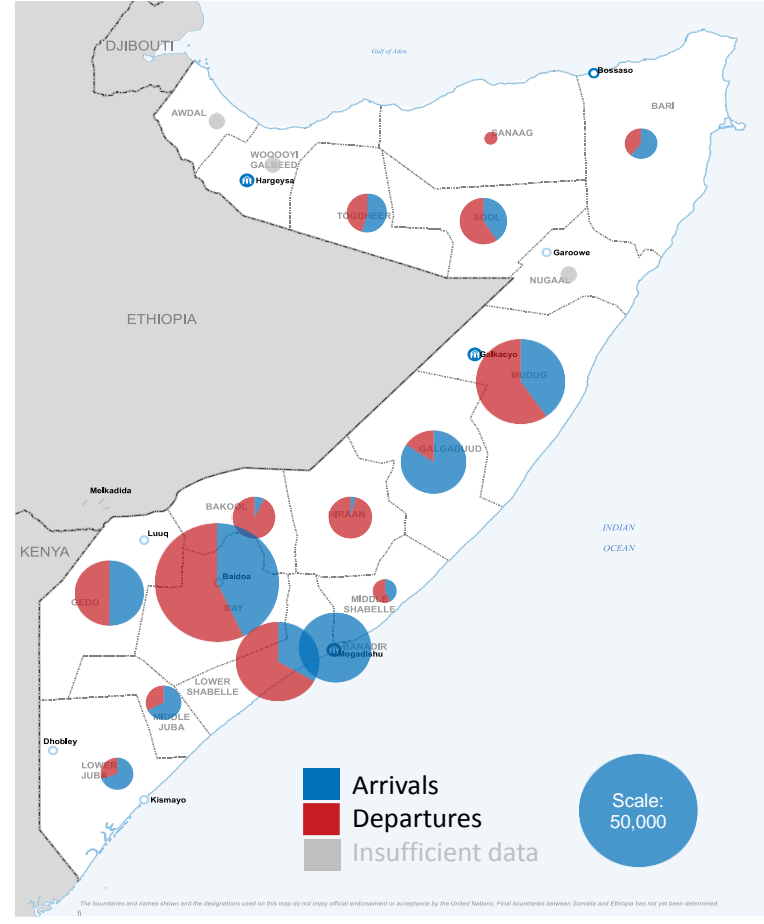 DJIBOUTI
Gulf of Aden
Bossaso
BARI
AWDAL
SANAAG
WOOOOYI
GALBEED
Hargeysa
TOGDHEER
SOOL
Garoowe
NUGAAL
ETHIOPIA
Galkacyo
MUDUG
GALGADUUD
Melkadida
BAKOOL
HIRAAN
Luuq
INDIAN
OCEAN
KENYA
Baidoa
GEDO
BAY
MIDDLE
SHABELLE
BANADIR
Mogadishu
LOWER
SHABELLE
MIDDLE
JUBA
Dhobley
LOWER
JUBA
Kismayo
Arrivals
Departures
Insufficient data
Scale:
50,000
The boundaries and names shown and the designations used on this map do not imply official endorsement or acceptance by the United Nations. Final boundaries between Somalia and Ethiopia has not yet been determined.
fi